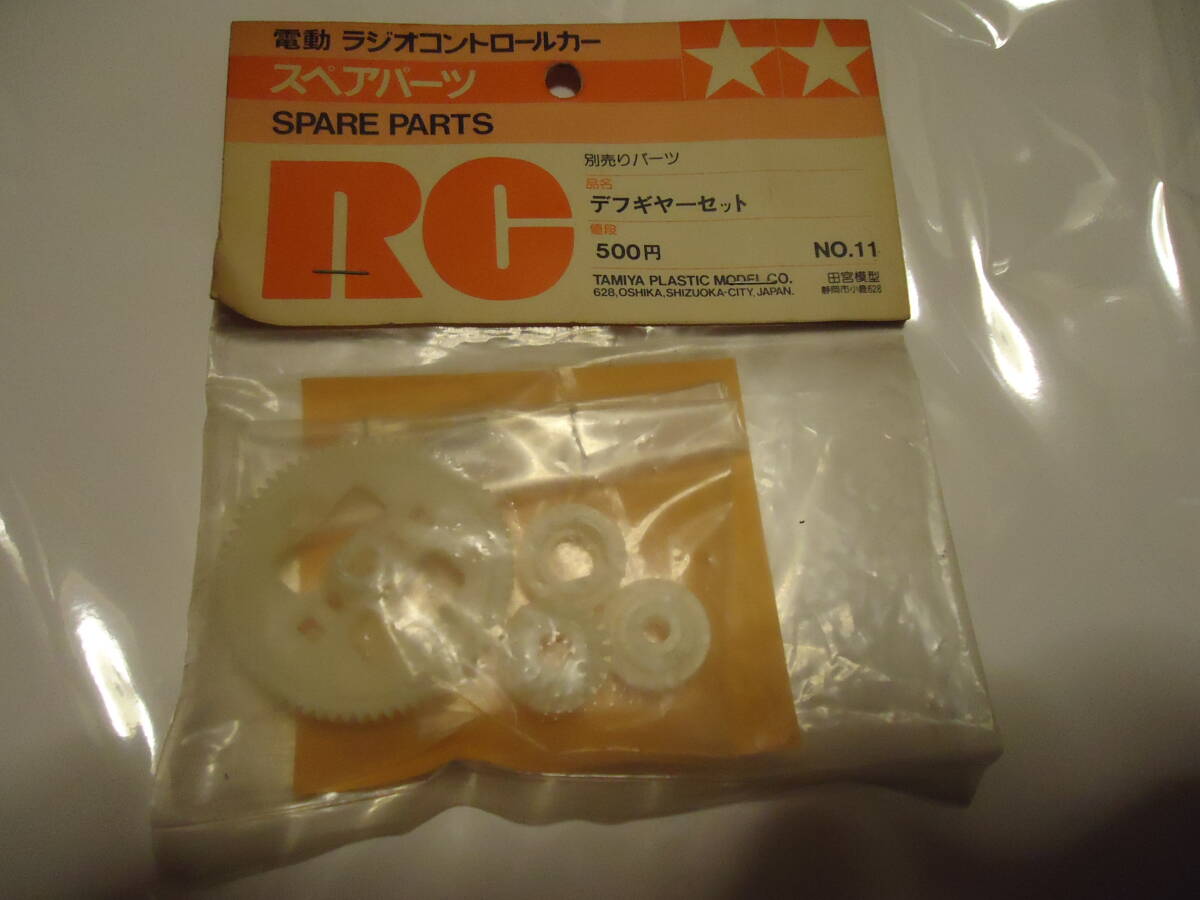 電動 ラジオコントロールカー
スペアパーツ
SPARE PARTS
RC
別売りパーツ
品名
デフギヤーセット
値段
500円 NO.11
TAMIYA PLASTIC MODEL CO. 田宮模型
628, OSHIKA, SHIZUOKA-CITY, JAPAN. 静岡市小鹿628